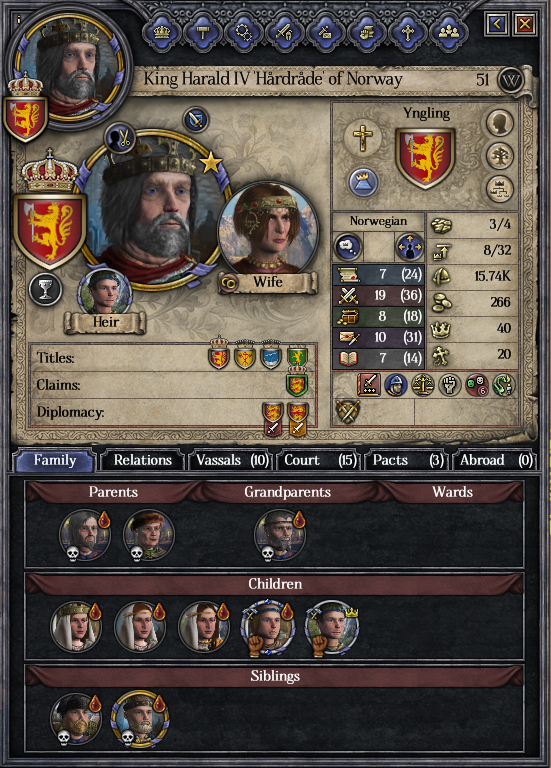 i
King Harald IV 'Hårdråde' of Norway 51 W
Yngling
Wife
Heir
Norwegian
3/4
8/32
7 (24)
15.74K
19 (36)
266
8 (18)
10 (31)
40
7 (14)
20
6
Titles:
Claims:
Diplomacy:
Family Relations Vassals (10) Court (15) Pacts (3) Abroad (0)
Parents Grandparents Wards
Children
Siblings